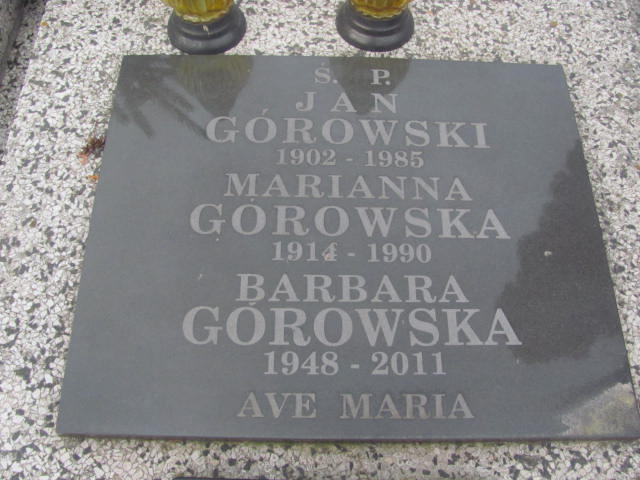 Ś. P.
JAN
GÓROWSKI
1902 - 1985
MARIANNA
GÓROWSKA
1914 - 1990
BARBARA
GÓROWSKA
1948 - 2011
AVE MARIA